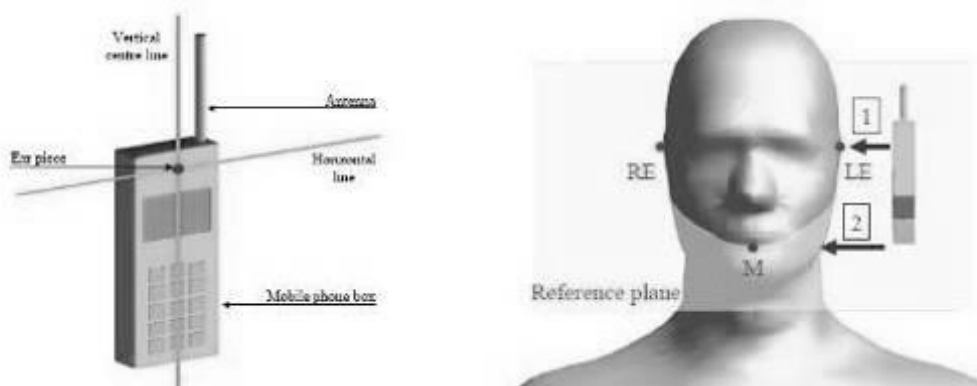 Vertical
centre line
Antenna
Ear piece
Horizontal
line
Mobile phone box
1
RE
LE
2
M
Reference plane